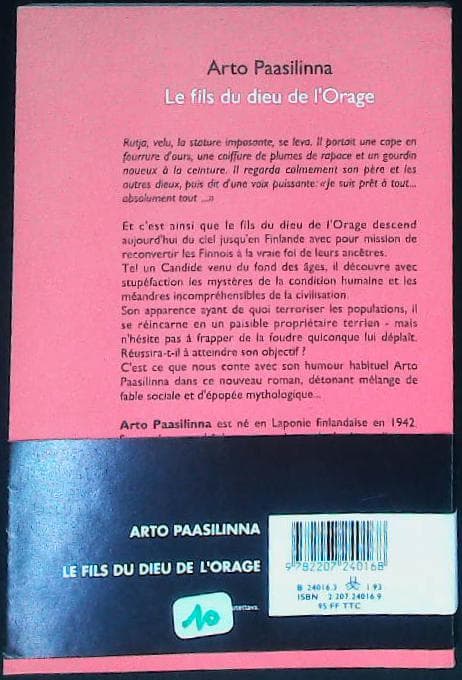 Arto Paasilinna
Le fils du dieu de l'Orage
Rutja, velu, la stature imposante, se leva. Il portait une cape en
fourrure d'ours, une coiffure de plumes de rapace et un gourdin
noueux à la ceinture. Il regarda calmement son père et les
autres dieux, puis dit d'une voix puissante: «Je suis prêt à tout...
absolument tout ...»
Et c'est ainsi que le fils du dieu de l'Orage descend
aujourd'hui du ciel jusqu'en Finlande avec pour mission de
reconvertir les Finnois à la vraie foi de leurs ancêtres.
Tel un Candide venu du fond des âges, il découvre avec
stupéfaction les mystères de la condition humaine et les
méandres incompréhensibles de la civilisation.
Son apparence ayant de quoi terroriser les populations, il
se réincarne en un paisible propriétaire terrien - mais
n'hésite pas à frapper de la foudre quiconque lui déplaît.
Réussira-t-il à atteindre son objectif ?
C'est ce que nous conte avec son humour habituel Arto
Paasilinna dans ce nouveau roman, détonant mélange de
fable sociale et d'épopée mythologique...
Arto Paasilinna est né en Laponie finlandaise en 1942.
ARTO PAASILINNA
LE FILS DU DIEU DE L'ORAGE
9 782207 240168
B 24016.3 1.93
ISBN 2 207 24016 9
95 FF TTC
10